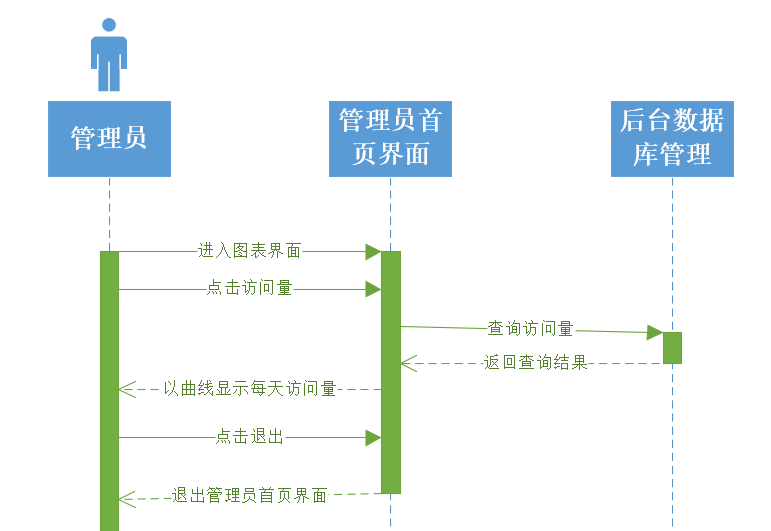 管理员
管理员首
页界面
后台数据
库管理
进入图表界面
点击访问量
查询访问量
返回查询结果
以曲线显示每天访问量
点击退出
退出管理员首页界面